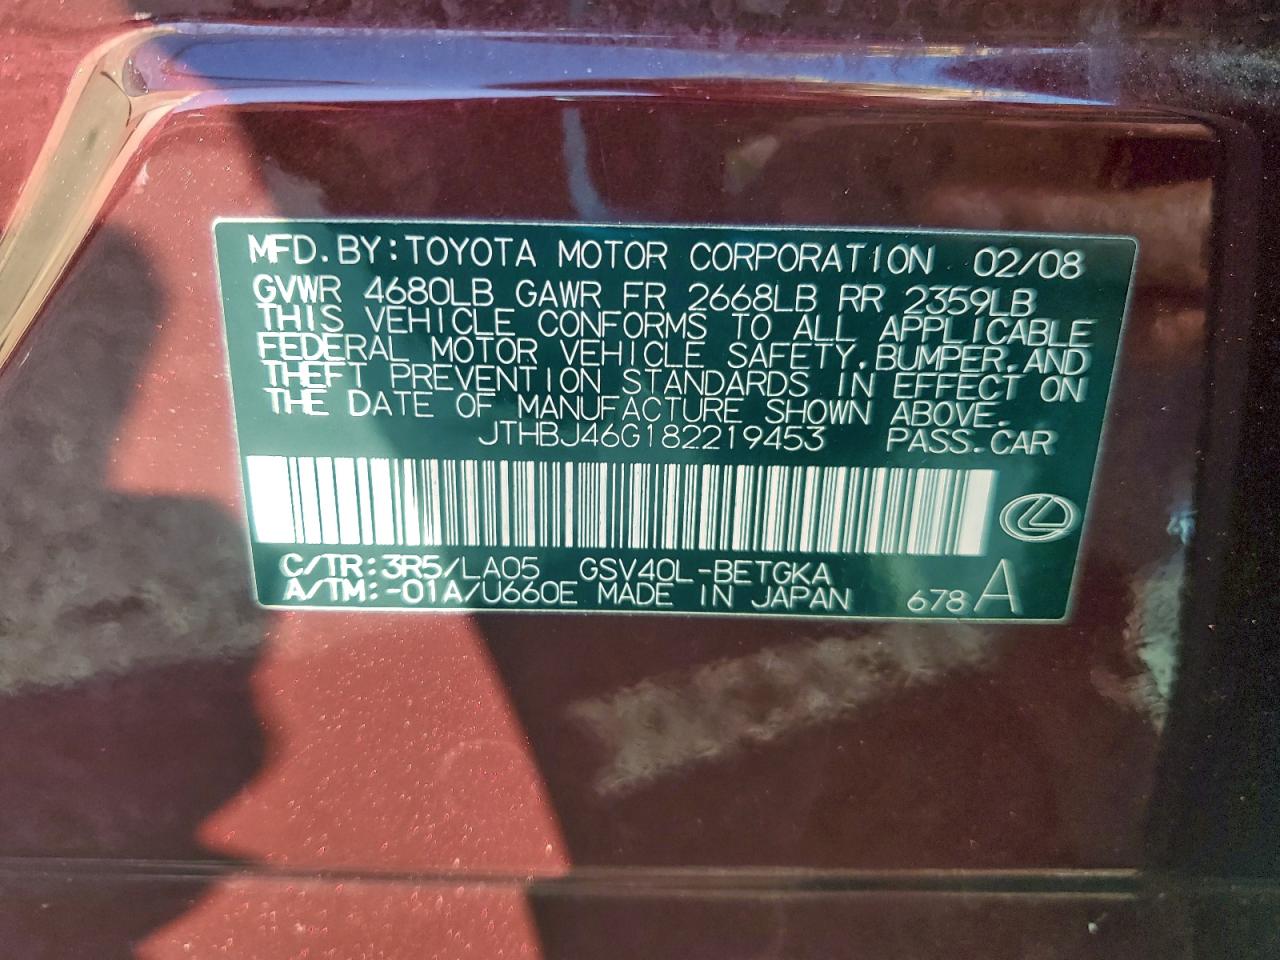 MFD. BY: TOYOTA MOTOR CORPORATION 02/08
GVWR 4680LB GAWR FR 2668LB RR 2359LB
THIS VEHICLE CONFORMS TO ALL APPLICABLE
FEDERAL MOTOR VEHICLE SAFETY, BUMPER, AND
THEFT PREVENTION STANDARDS IN EFFECT ON
THE DATE OF MANUFACTURE SHOWN ABOVE.
JTHBJ46G182219453 PASS. CAR
C/TR: 3R5/LA05 GSV40L-BETGKA
A/TM: -01A/U660E MADE IN JAPAN 678 A